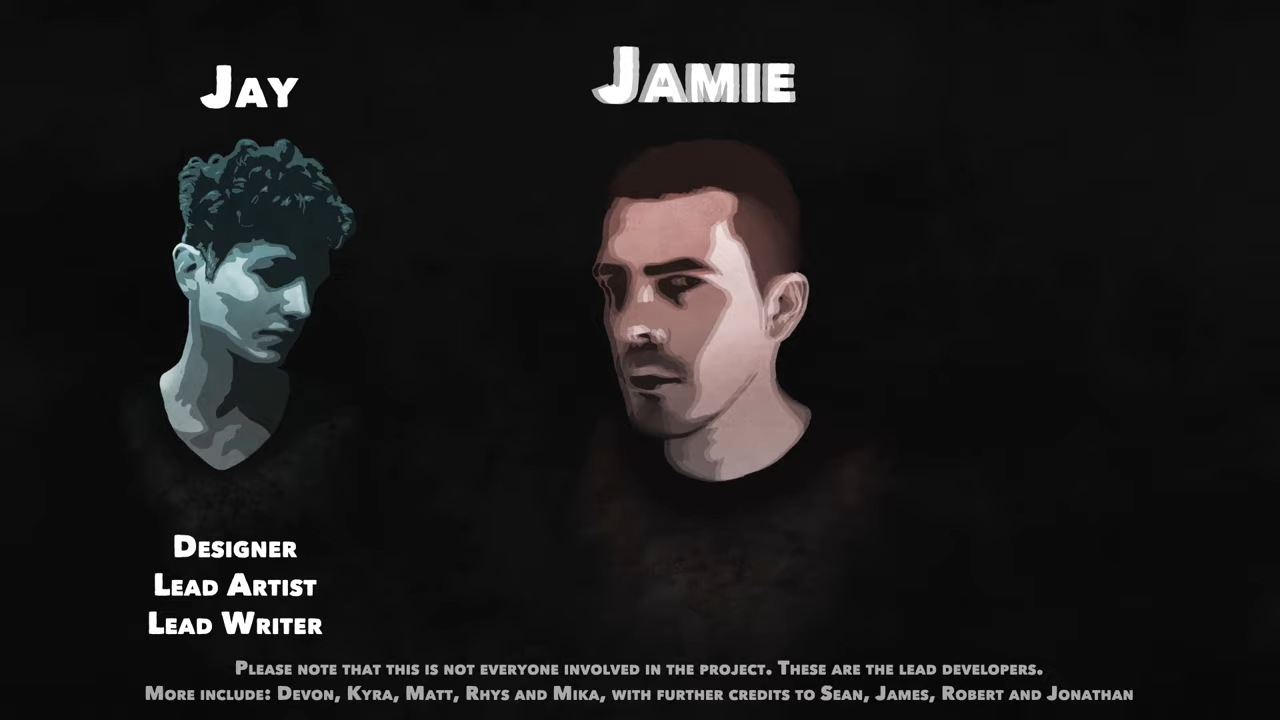 Jay
Jamie
Designer
Lead Artist
Lead Writer
Please note that this is not everyone involved in the project. These are the lead developers.
More include: Devon, Kyra, Matt, Rhys and Mika, with further credits to Sean, James, Robert and Jonathan